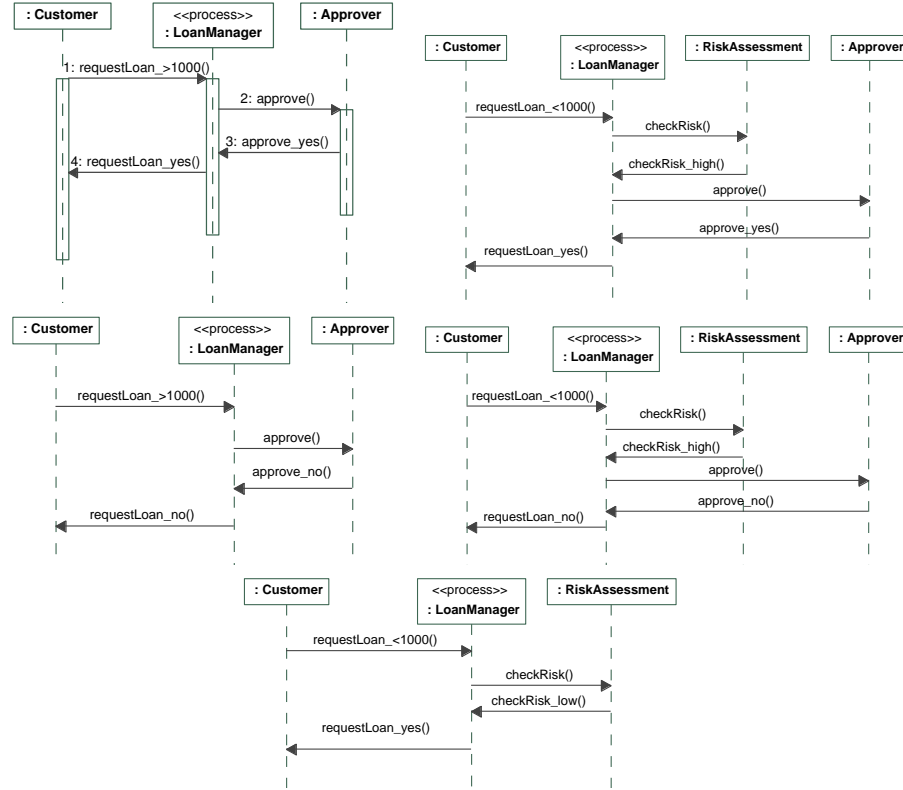 : Customer
<<process>>
: LoanManager
: Approver
1: requestLoan_>1000()
2: approve()
3: approve_yes()
4: requestLoan_yes()
: Customer
<<process>>
: LoanManager
: RiskAssessment
: Approver
requestLoan_<1000()
checkRisk()
checkRisk_high()
approve()
approve_yes()
requestLoan_yes()
: Customer
<<process>>
: LoanManager
: Approver
requestLoan_>1000()
approve()
approve_no()
requestLoan_no()
: Customer
<<process>>
: LoanManager
: RiskAssessment
: Approver
requestLoan_<1000()
checkRisk()
checkRisk_high()
approve()
approve_no()
requestLoan_no()
: Customer
<<process>>
: LoanManager
: RiskAssessment
requestLoan_<1000()
checkRisk()
checkRisk_low()
requestLoan_yes()